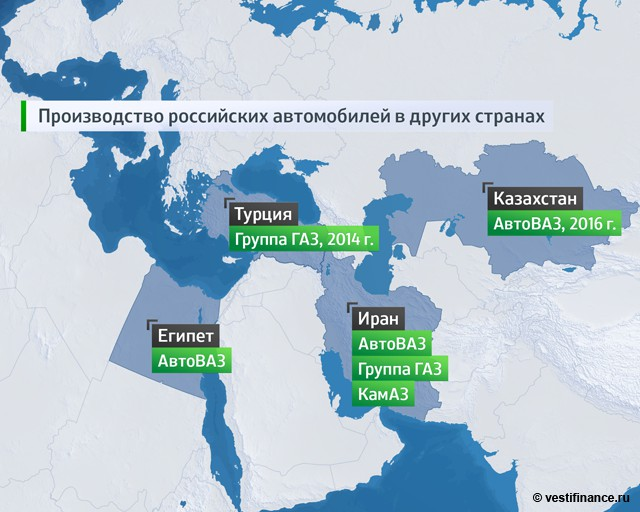 Производство российских автомобилей в других странах
Казахстан
АвтоВАЗ, 2016 г.
Турция
Группа ГАЗ, 2014 г.
Иран
АвтоВАЗ
Группа ГАЗ
КамАЗ
Египет
АвтоВАЗ
© vestifinance.ru